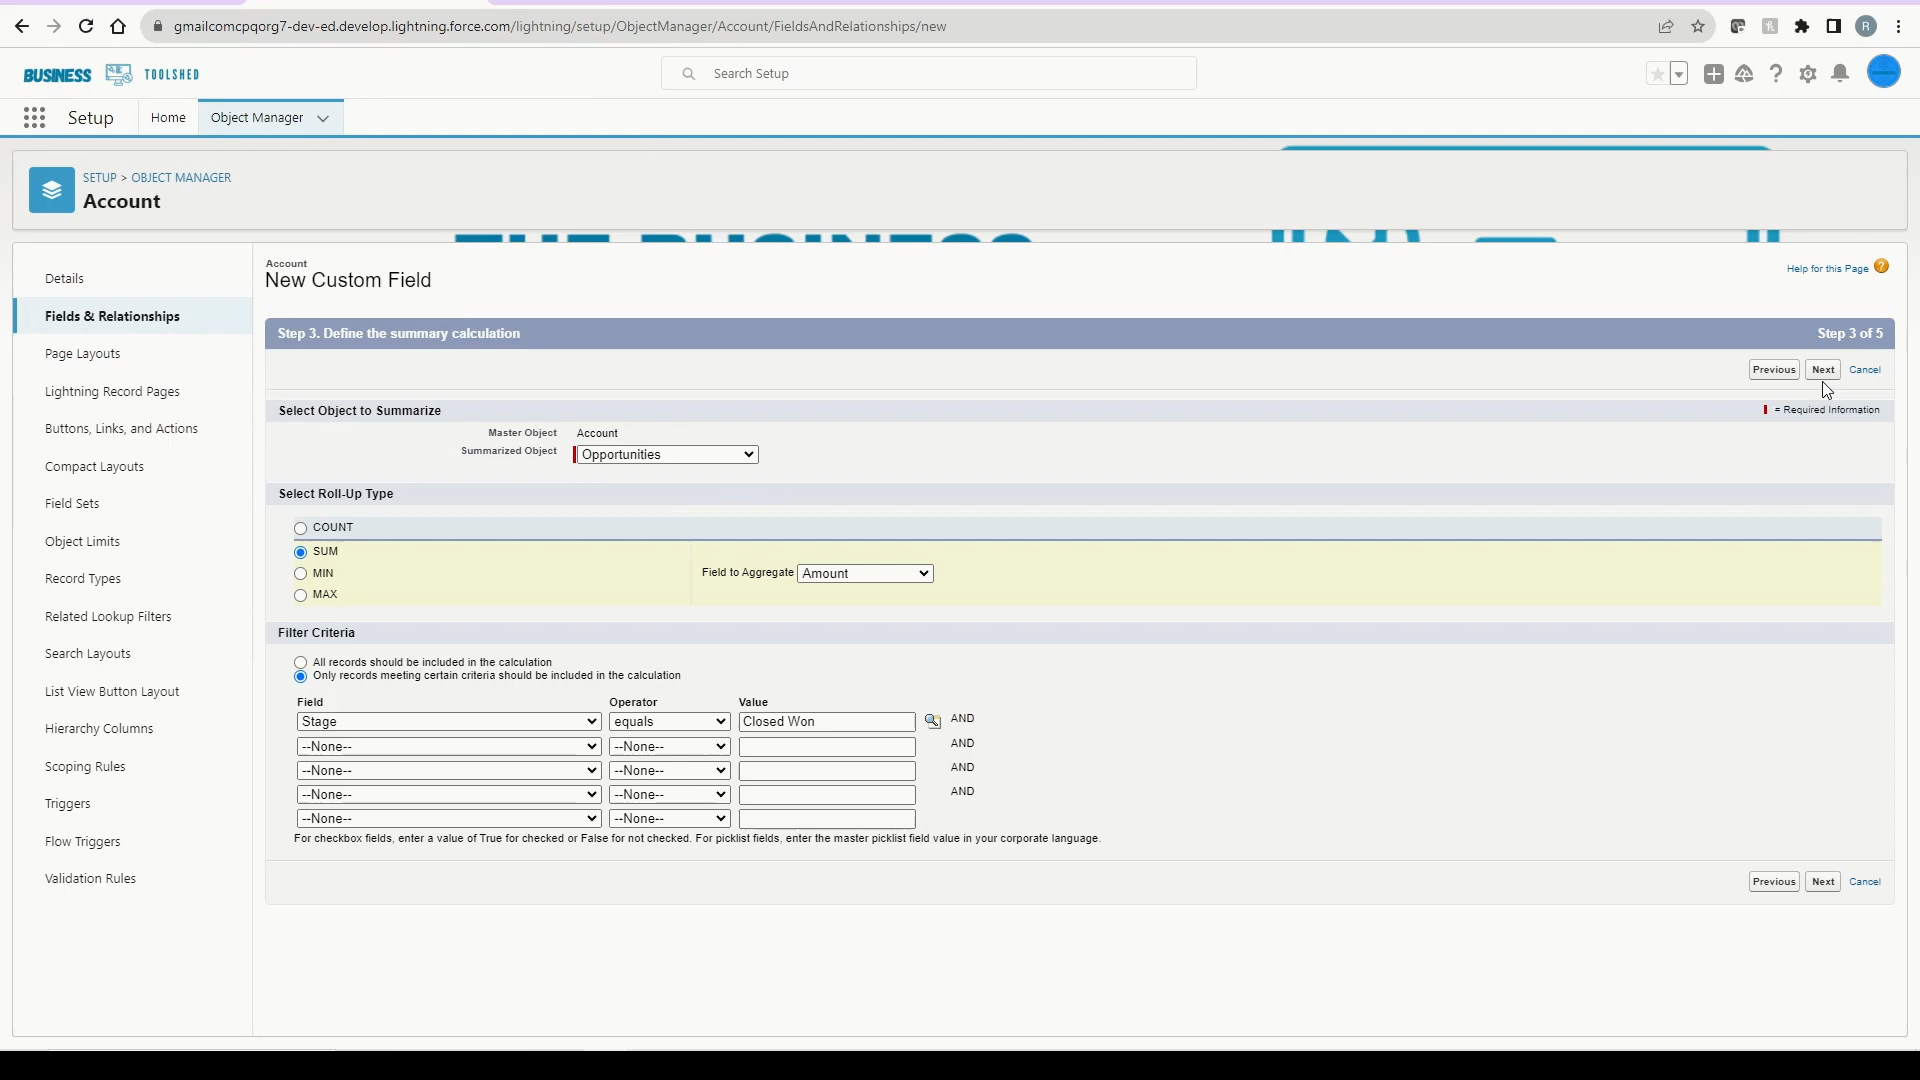 gmailcomcpqorg7-dev-ed.develop.lightning.force.com/lightning/setup/ObjectManager/Account/FieldsAndRelationships/new
R
BUSINESS TOOLSHED
Search Setup
Setup
Home
Object Manager
SETUP > OBJECT MANAGER
Account
THE BUSINESS
Details
Fields & Relationships
Page Layouts
Lightning Record Pages
Buttons, Links, and Actions
Compact Layouts
Field Sets
Object Limits
Record Types
Related Lookup Filters
Search Layouts
List View Button Layout
Hierarchy Columns
Scoping Rules
Triggers
Flow Triggers
Validation Rules
Account
New Custom Field
Help for this Page ?
Step 3. Define the summary calculation
Step 3 of 5
Previous Next Cancel
Select Object to Summarize
= Required Information
Master Object Account
Summarized Object Opportunities
Select Roll-Up Type
COUNT
SUM
MIN
MAX
Field to Aggregate Amount
Filter Criteria
All records should be included in the calculation
Only records meeting certain criteria should be included in the calculation
Field Operator Value
Stage equals Closed Won AND
--None-- --None-- AND
--None-- --None-- AND
--None-- --None-- AND
--None-- --None--
For checkbox fields, enter a value of True for checked or False for not checked. For picklist fields, enter the master picklist field value in your corporate language.
Previous Next Cancel